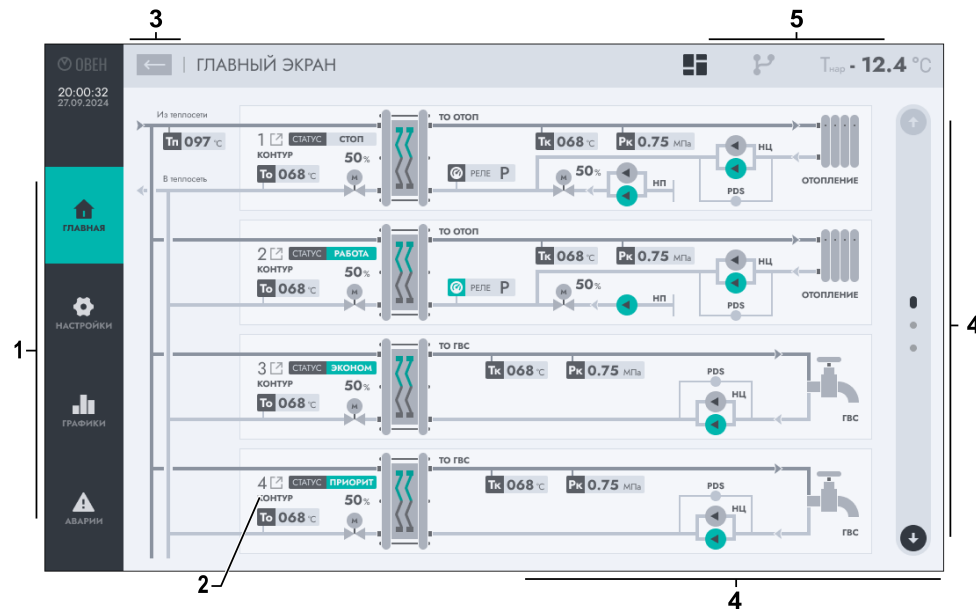 3
5
ОВЕН
ГЛАВНЫЙ ЭКРАН
Тнар - 12.4 °C
20:00:32
27.09.2024
Из теплосети
Тп 097 °C
В теплосеть
1 СТАТУС СТОП
КОНТУР
50%
То 068 °C
М
ТО ОТОП
РЕЛЕ P
Тк 068 °C
Рк 0.75 МПа
50%
М
НП
НЦ
PDS
ОТОПЛЕНИЕ
2 СТАТУС РАБОТА
КОНТУР
50%
То 068 °C
М
ТО ОТОП
РЕЛЕ P
Тк 068 °C
Рк 0.75 МПа
50%
М
НП
НЦ
PDS
ОТОПЛЕНИЕ
3 СТАТУС ЭКОНОМ
КОНТУР
50%
То 068 °C
М
ТО ГВС
Тк 068 °C
Рк 0.75 МПа
PDS
НЦ
ГВС
4 СТАТУС ПРИОРИТ
КОНТУР
50%
То 068 °C
М
ТО ГВС
Тк 068 °C
Рк 0.75 МПа
PDS
НЦ
ГВС
ГЛАВНАЯ
НАСТРОЙКИ
ГРАФИКИ
АВАРИИ
1
4
2
4